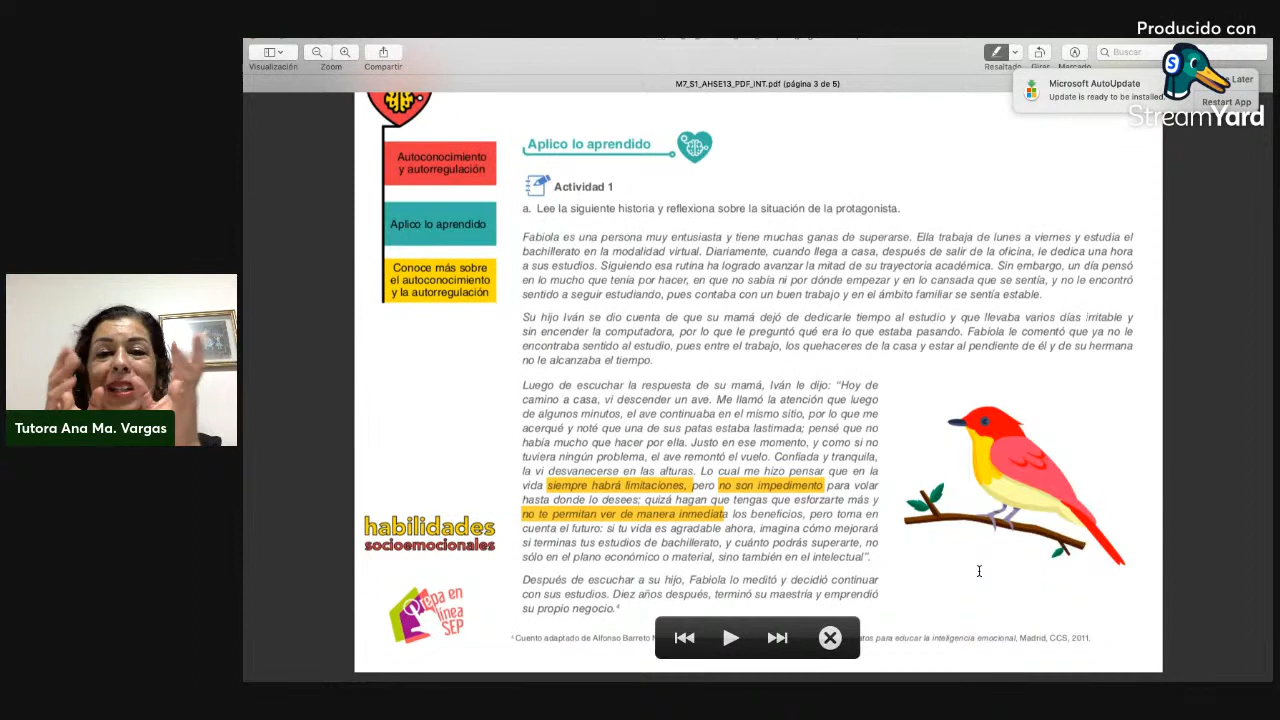 Producido con
StreamYard
Visualización
Zoom
Compartir
Resaltado
Girar
Marcado
Buscar
M7_S1_AHSE13_PDF_INT.pdf (página 3 de 5)
Microsoft AutoUpdate
Update is ready to be installed.
Later
Restart App
Autoconocimiento
y autorregulación
Aplico lo aprendido
Conoce más sobre
el autoconocimiento
y la autorregulación
Aplico lo aprendido
Actividad 1
a. Lee la siguiente historia y reflexiona sobre la situación de la protagonista.
Fabiola es una persona muy entusiasta y tiene muchas ganas de superarse. Ella trabaja de lunes a viernes y estudia el
bachillerato en la modalidad virtual. Diariamente, cuando llega a casa, después de salir de la oficina, le dedica una hora
a sus estudios. Siguiendo esa rutina ha logrado avanzar la mitad de su trayectoria académica. Sin embargo, un día pensó
en lo mucho que tenía por hacer, en que no sabía ni por dónde empezar y en lo cansada que se sentía, y no le encontró
sentido a seguir estudiando, pues contaba con un buen trabajo y en el ámbito familiar se sentía estable.
Su hijo Iván se dio cuenta de que su mamá dejó de dedicarle tiempo al estudio y que llevaba varios días irritable y
sin encender la computadora, por lo que le preguntó qué era lo que estaba pasando. Fabiola le comentó que ya no le
encontraba sentido al estudio, pues entre el trabajo, los quehaceres de la casa y estar al pendiente de él y de su hermana
no le alcanzaba el tiempo.
Luego de escuchar la respuesta de su mamá, Iván le dijo: “Hoy de
camino a casa, vi descender un ave. Me llamó la atención que luego
de algunos minutos, el ave continuaba en el mismo sitio, por lo que me
acerqué y noté que una de sus patas estaba lastimada; pensé que no
había mucho que hacer por ella. Justo en ese momento, y como si no
tuviera ningún problema, el ave remontó el vuelo. Confiada y tranquila,
la vi desvanecerse en las alturas. Lo cual me hizo pensar que en la
vida siempre habrá limitaciones, pero no son impedimento para volar
hasta donde lo desees; quizá hagan que tengas que esforzarte más y
no te permitan ver de manera inmediata los beneficios, pero toma en
cuenta el futuro: si tu vida es agradable ahora, imagina cómo mejorará
si terminas tus estudios de bachillerato, y cuánto podrás superarte, no
sólo en el plano económico o material, sino también en el intelectual”.
Después de escuchar a su hijo, Fabiola lo meditó y decidió continuar
con sus estudios. Diez años después, terminó su maestría y emprendió
su propio negocio.⁴
⁴ Cuento adaptado de Alfonso Barreto para educar la inteligencia emocional, Madrid, CCS, 2011.
habilidades
socioemocionales
Prepa en
línea
SEP
Tutora Ana Ma. Vargas